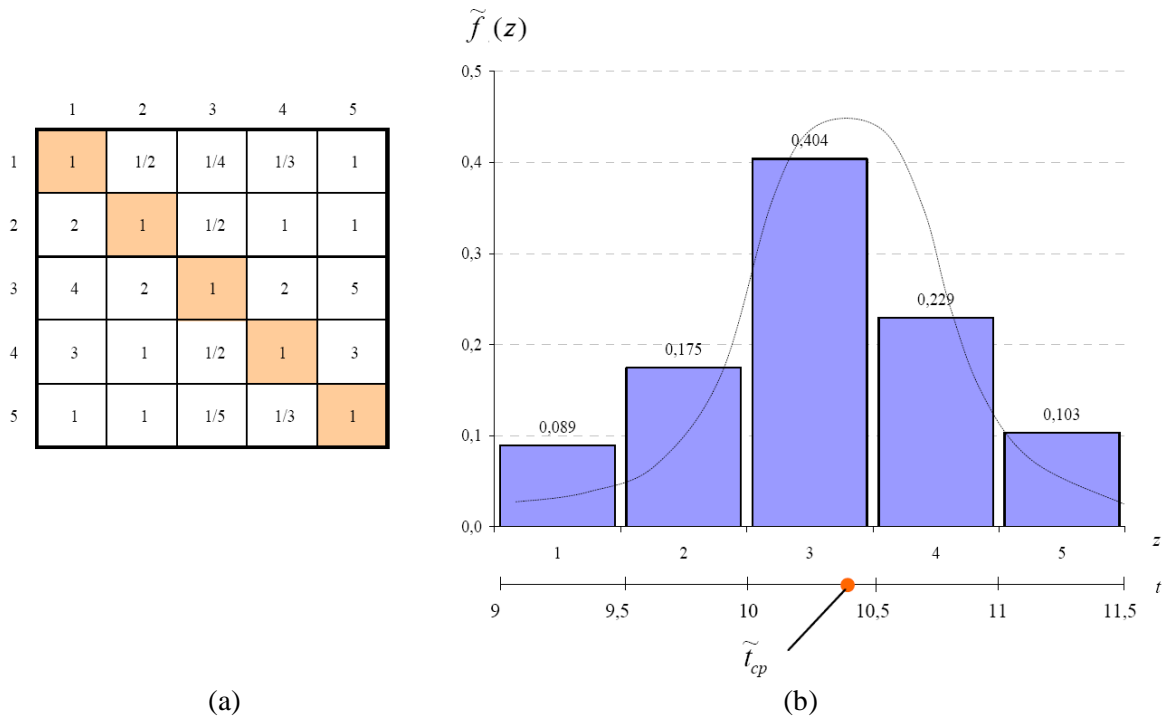 1 2 3 4 5
1 1 1/2 1/4 1/3 1
2 2 1 1/2 1 1
3 4 2 1 2 5
4 3 1 1/2 1 3
5 1 1 1/5 1/3 1
(a)
f̃ (z)
0,5
0,4
0,3
0,2
0,1
0,0
0,089
0,175
0,404
0,229
0,103
1 2 3 4 5 z
t
9 9,5 10 10,5 11 11,5
t̃cp
(b)